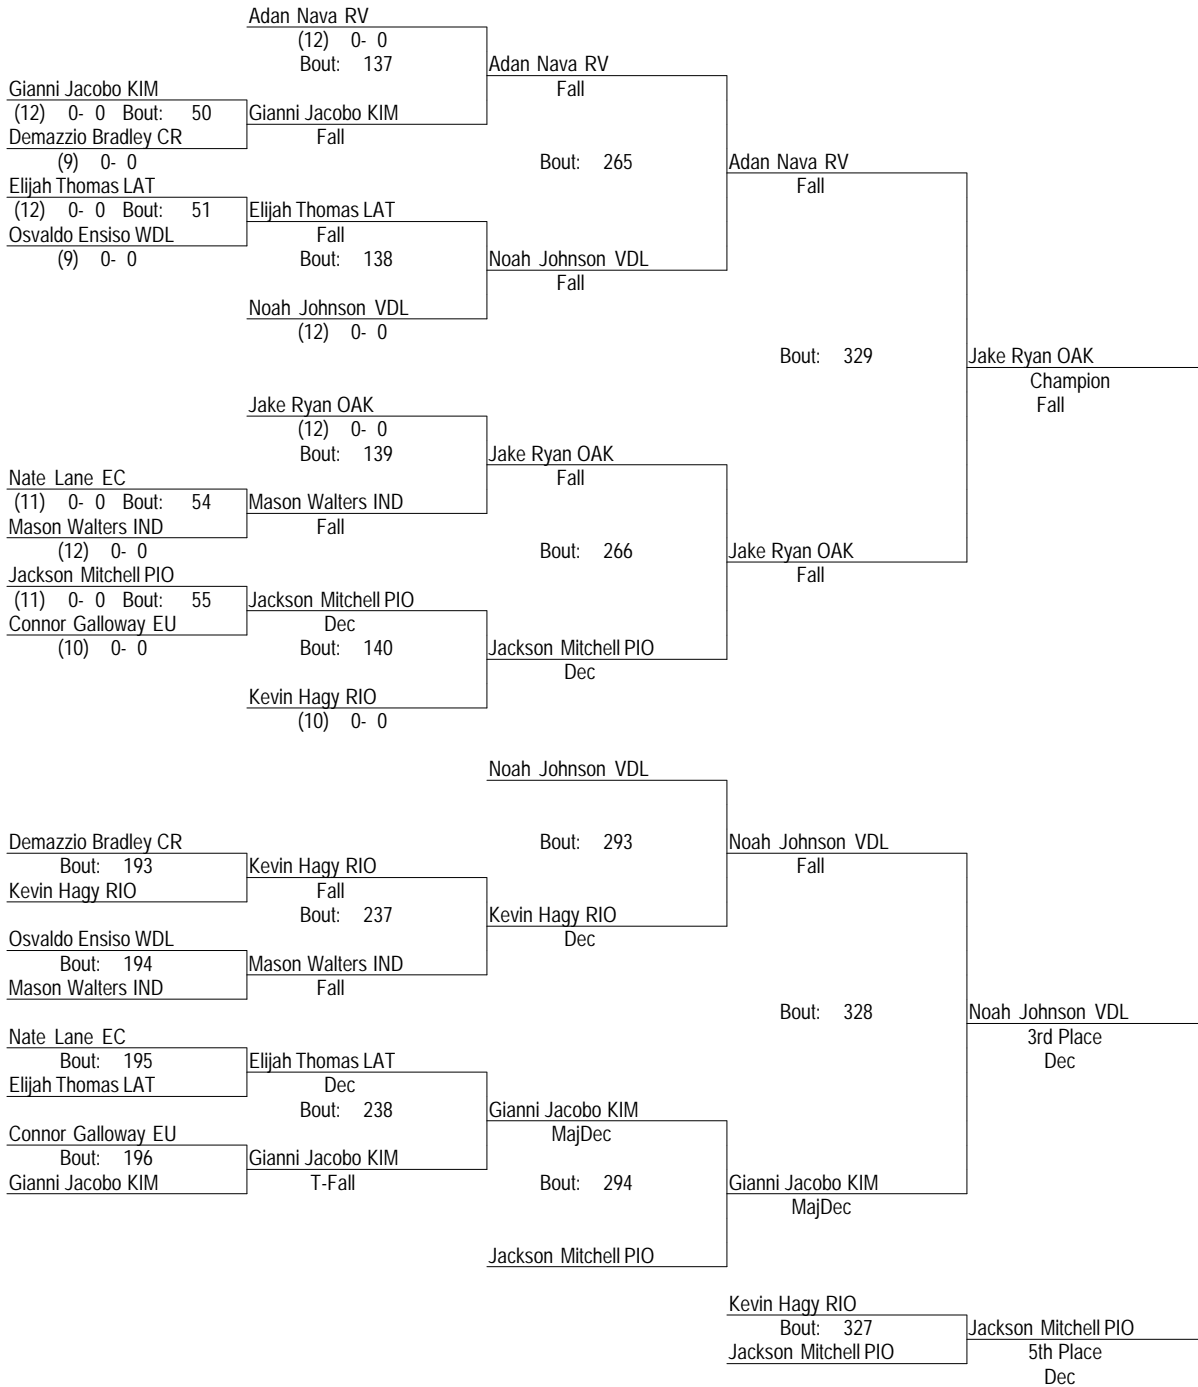 Adan Nava RV
(12) 0- 0
Bout: 137
Adan Nava RV
Fall
Gianni Jacobo KIM
(12) 0- 0 Bout: 50
Gianni Jacobo KIM
Demazzio Bradley CR
Fall
(9) 0- 0
Bout: 265
Adan Nava RV
Fall
Elijah Thomas LAT
(12) 0- 0 Bout: 51
Elijah Thomas LAT
Osvaldo Ensiso WDL
Fall
(9) 0- 0
Bout: 138
Noah Johnson VDL
Fall
Noah Johnson VDL
(12) 0- 0
Bout: 329
Jake Ryan OAK
Champion
Fall
Jake Ryan OAK
(12) 0- 0
Bout: 139
Jake Ryan OAK
Fall
Nate Lane EC
(11) 0- 0 Bout: 54
Mason Walters IND
Mason Walters IND
Fall
(12) 0- 0
Bout: 266
Jake Ryan OAK
Fall
Jackson Mitchell PIO
(11) 0- 0 Bout: 55
Jackson Mitchell PIO
Connor Galloway EU
Dec
(10) 0- 0
Bout: 140
Jackson Mitchell PIO
Dec
Kevin Hagy RIO
(10) 0- 0
Noah Johnson VDL
Demazzio Bradley CR
Bout: 293
Noah Johnson VDL
Fall
Bout: 193
Kevin Hagy RIO
Kevin Hagy RIO
Fall
Bout: 237
Kevin Hagy RIO
Dec
Osvaldo Ensiso WDL
Bout: 194
Mason Walters IND
Mason Walters IND
Fall
Bout: 328
Noah Johnson VDL
3rd Place
Dec
Nate Lane EC
Bout: 195
Elijah Thomas LAT
Elijah Thomas LAT
Dec
Bout: 238
Gianni Jacobo KIM
MajDec
Connor Galloway EU
Bout: 196
Gianni Jacobo KIM
Gianni Jacobo KIM
T-Fall
Bout: 294
Gianni Jacobo KIM
MajDec
Jackson Mitchell PIO
Kevin Hagy RIO
Bout: 327
Jackson Mitchell PIO
Jackson Mitchell PIO
5th Place
Dec